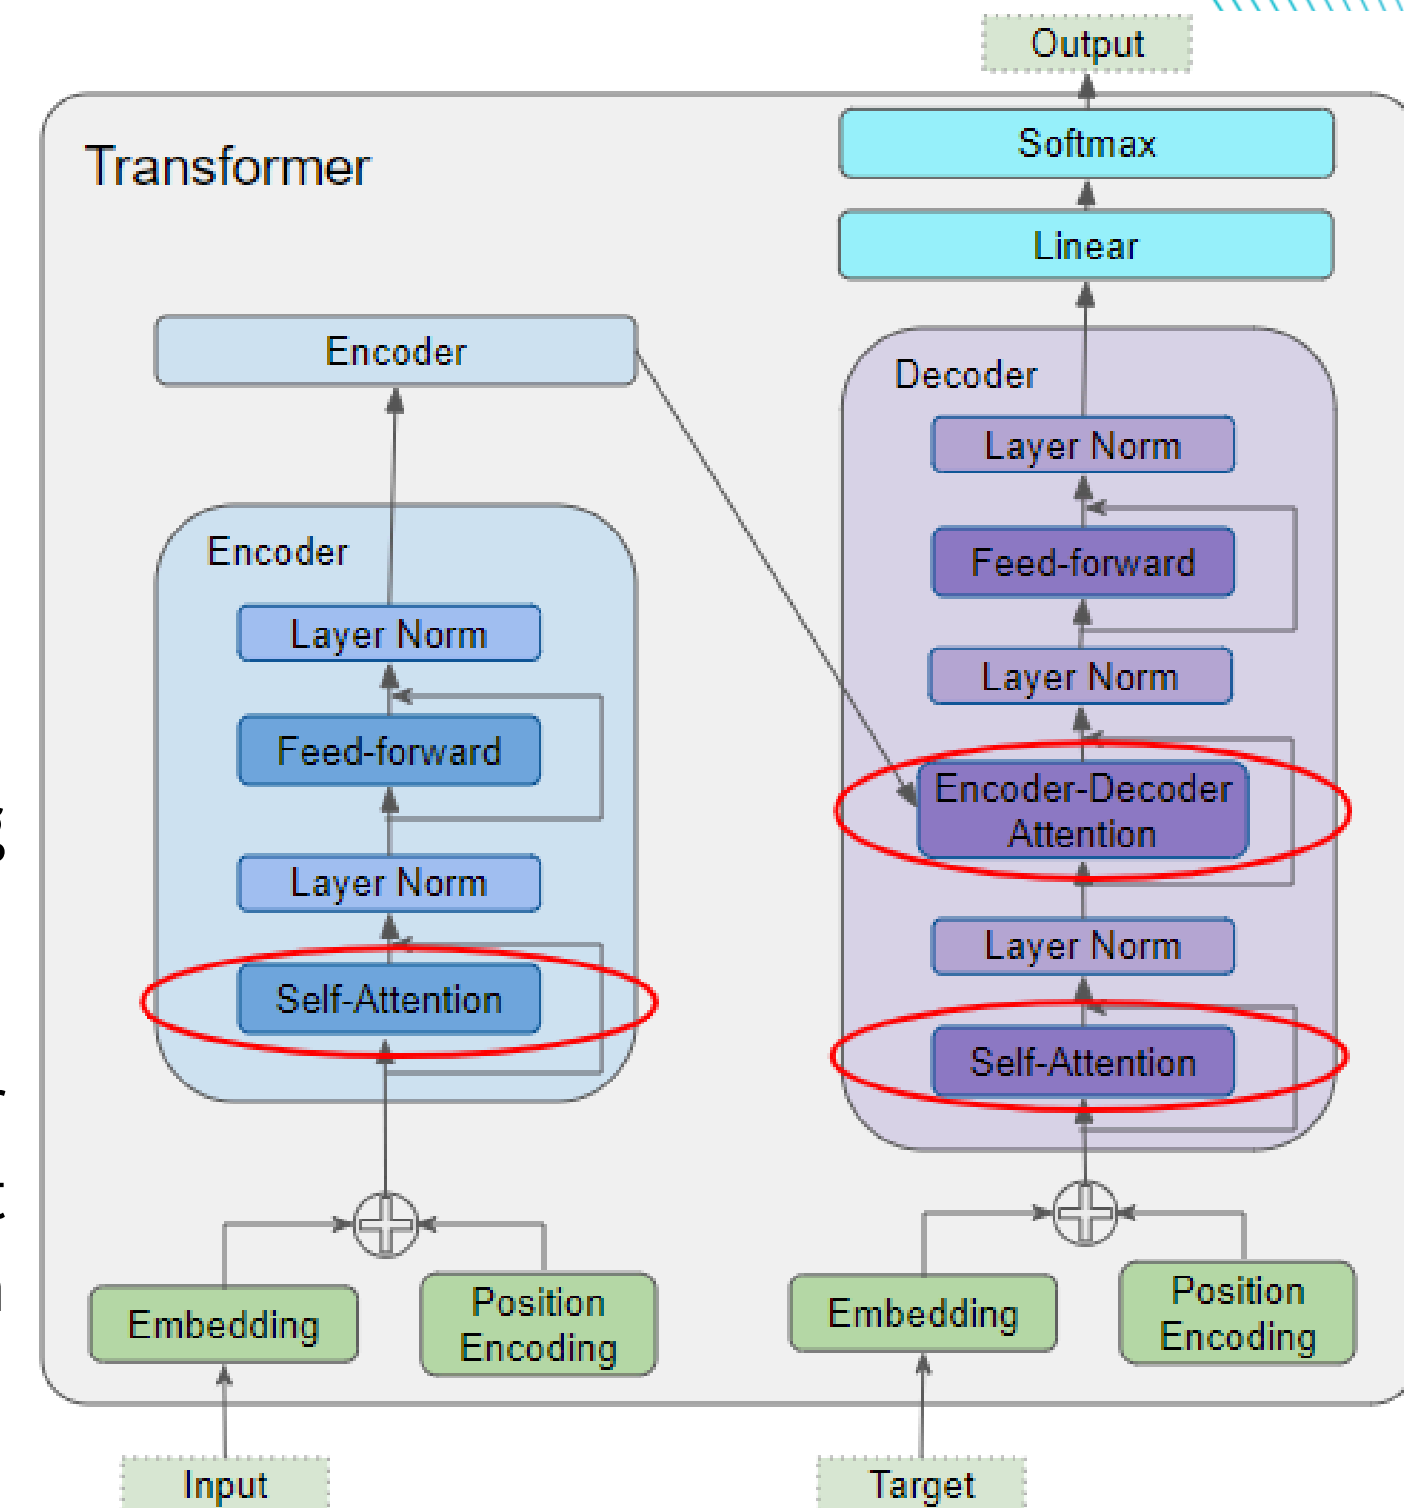 Output
Softmax
Transformer
Linear
Encoder
Decoder
Layer Norm
Encoder
Feed-forward
Layer Norm
Layer Norm
Feed-forward
Encoder-Decoder
Attention
Layer Norm
Layer Norm
Self-Attention
Self-Attention
Embedding
Position
Encoding
Embedding
Position
Encoding
Input
Target